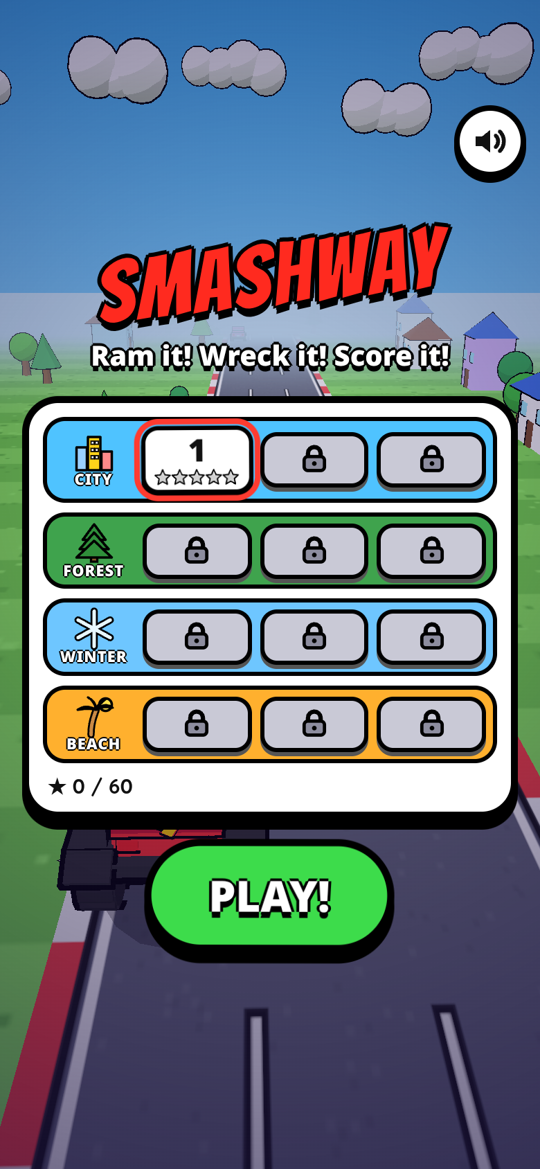 SMASHWAY
Ram it! Wreck it! Score it!
CITY
1
FOREST
WINTER
BEACH
★ 0 / 60
PLAY!